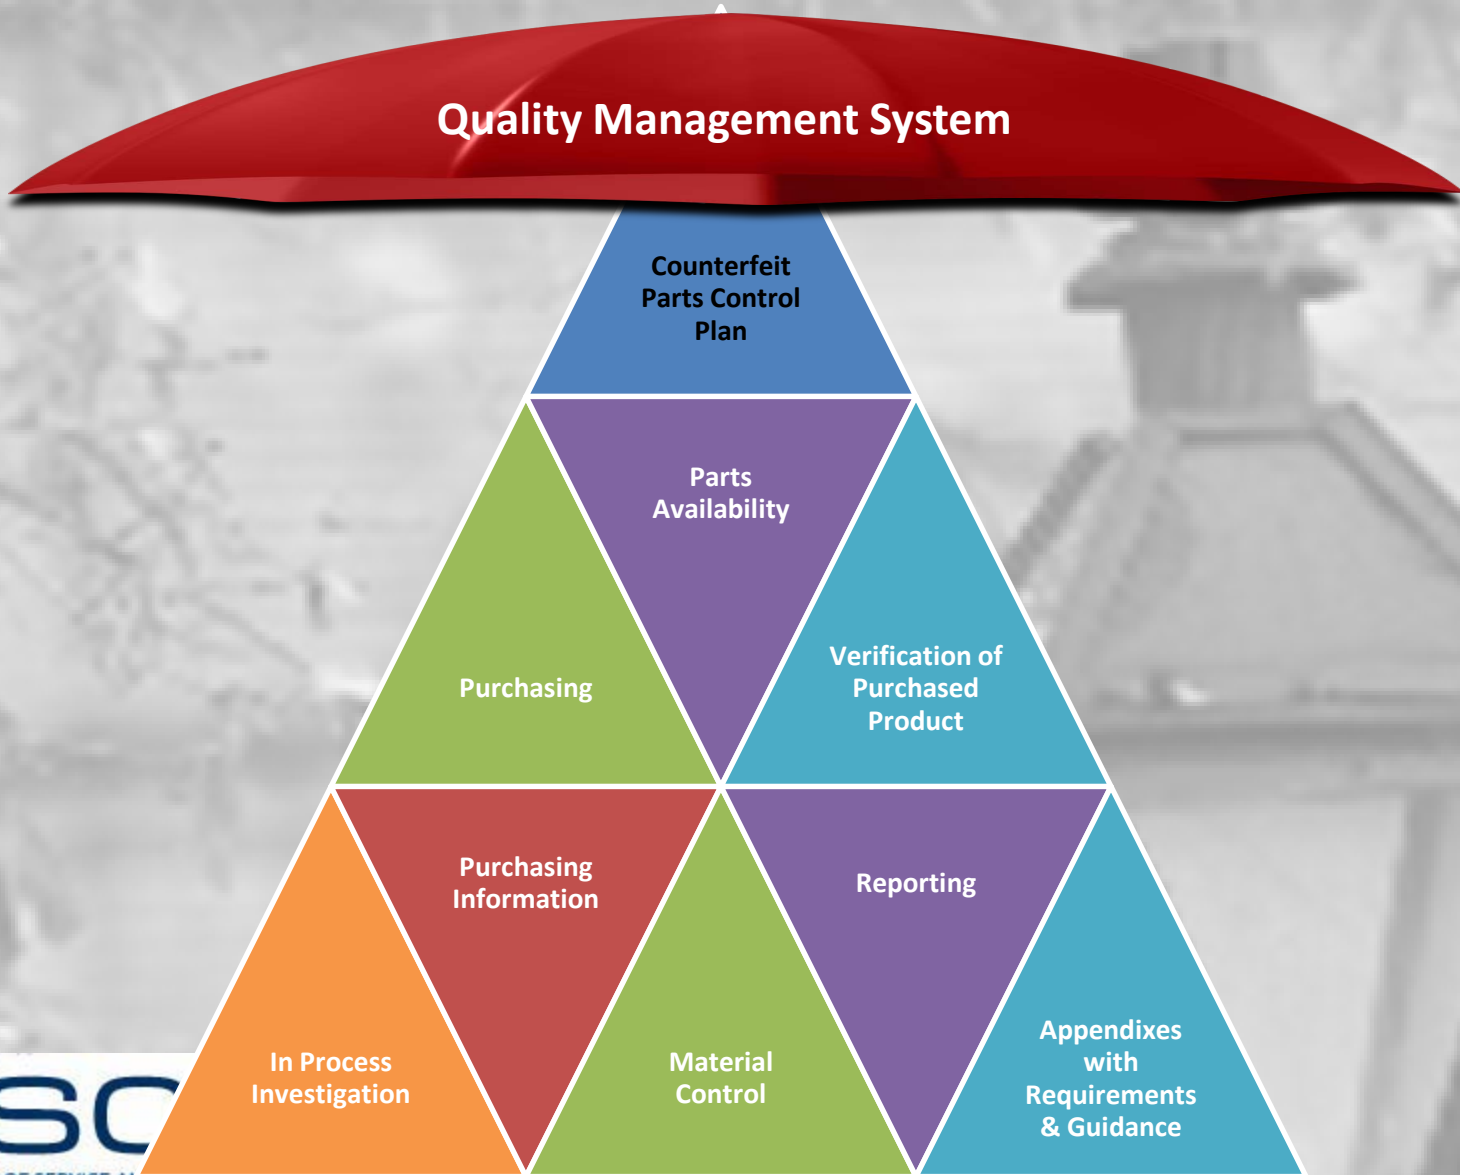 Quality Management System
Counterfeit
Parts Control
Plan
Parts
Availability
Purchasing
Verification of
Purchased
Product
Purchasing
Information
Reporting
In Process
Investigation
Material
Control
Appendixes
with
Requirements
& Guidance
SC